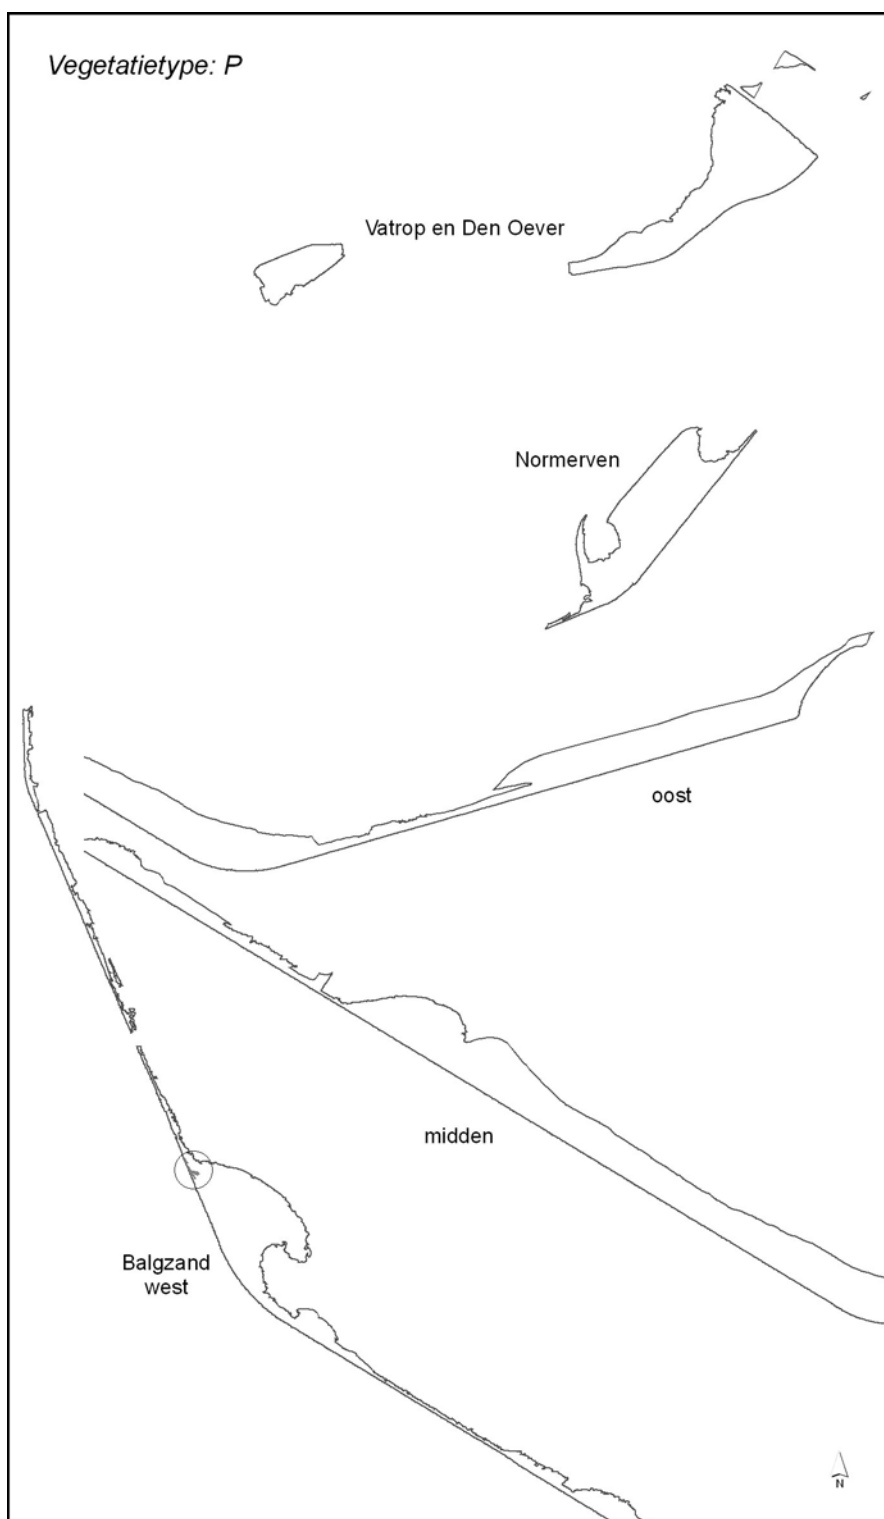 Vegetatietype: P
Vatrop en Den Oever
Normerven
oost
midden
Balgzand
west
N